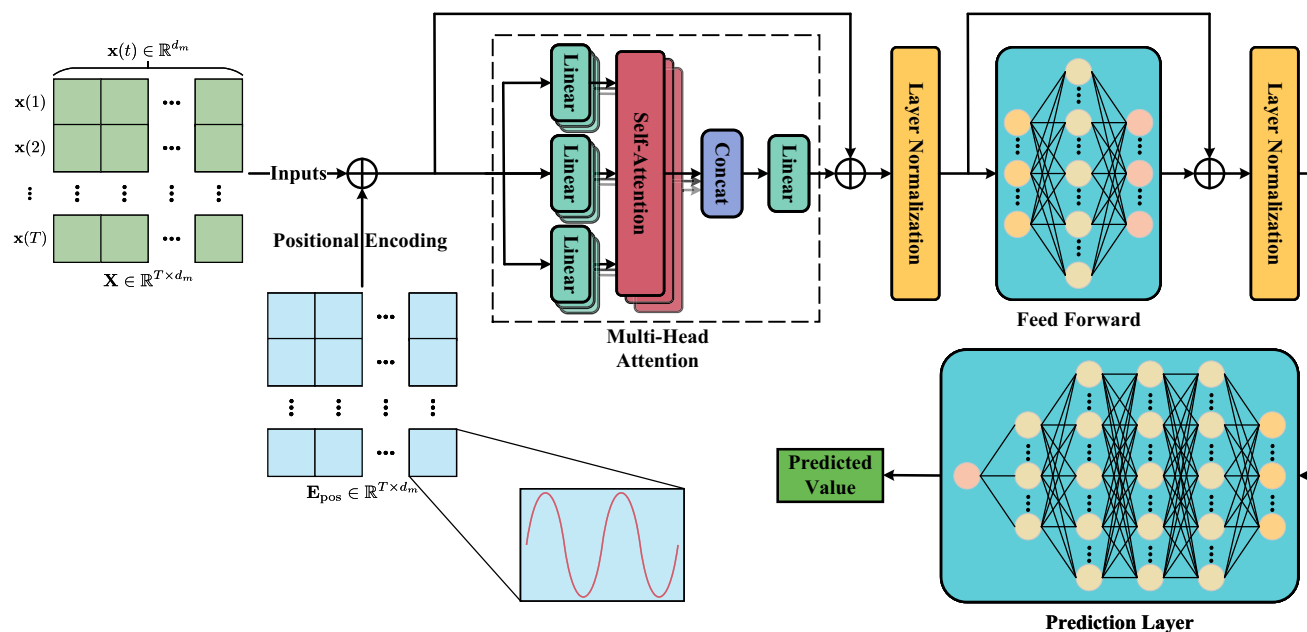 x(t) ∈ ℝ^{d_m}
x(1)
x(2)
x(T)
X ∈ ℝ^{T×d_m}
Inputs
Positional Encoding
E_pos ∈ ℝ^{T×d_m}
Linear
Linear
Linear
Self-Attention
Concat
Linear
Multi-Head
Attention
Layer Normalization
Feed Forward
Layer Normalization
Predicted
Value
Prediction Layer